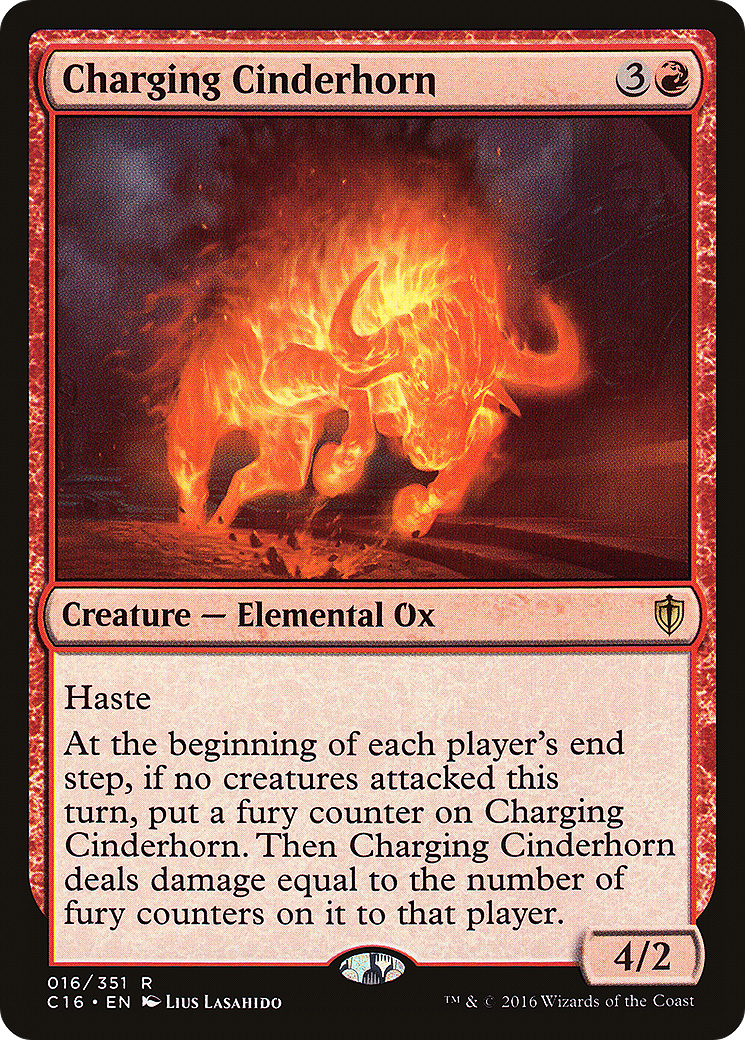 Charging Cinderhorn 3
Creature — Elemental Ox
Haste
At the beginning of each player's end
step, if no creatures attacked this
turn, put a fury counter on Charging
Cinderhorn. Then Charging Cinderhorn
deals damage equal to the number of
fury counters on it to that player.
4/2
016/351 R
C16 • EN Lius Lasahido
™ & © 2016 Wizards of the Coast